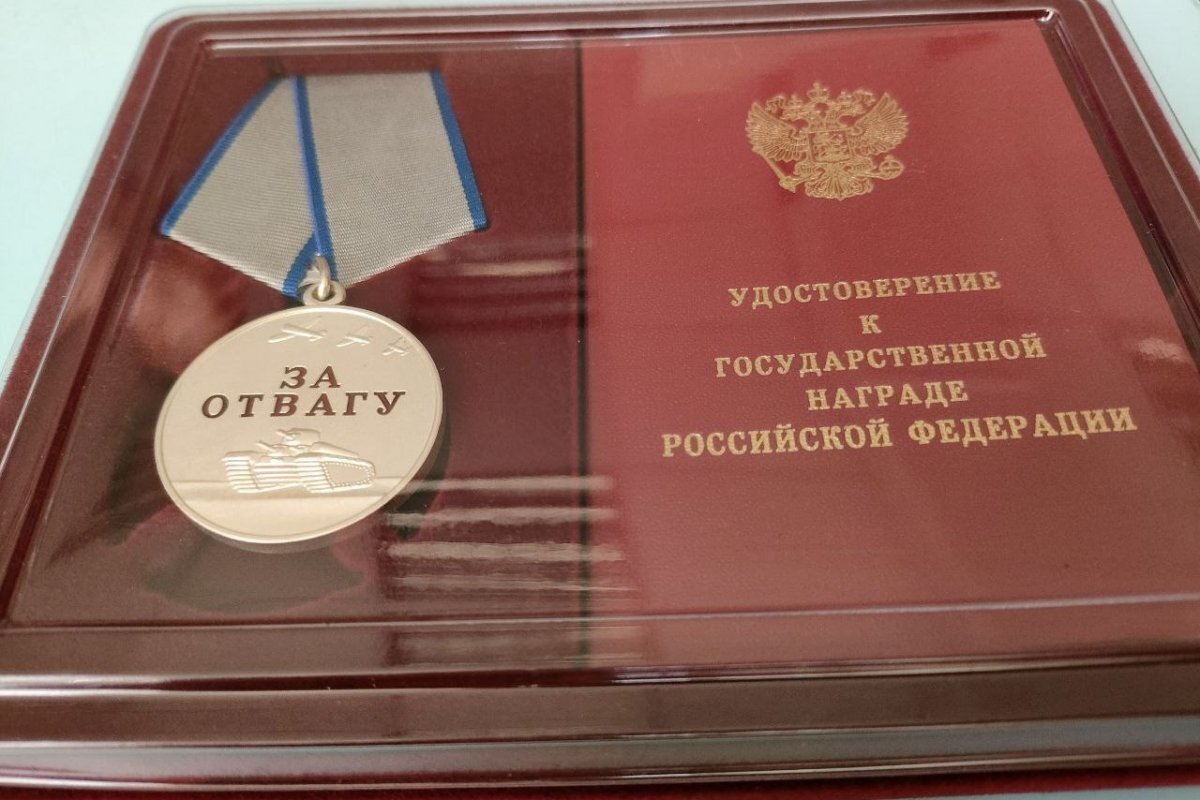 ЗА
ОТВАГУ
УДОСТОВЕРЕНИЕ
К
ГОСУДАРСТВЕННОЙ
НАГРАДЕ
РОССИЙСКОЙ ФЕДЕРАЦИИ